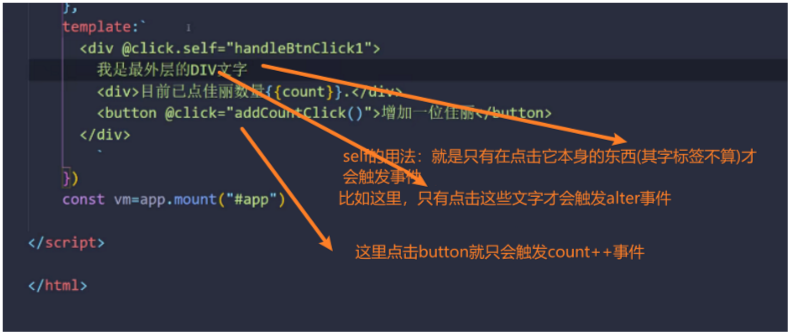 },
template:`
<div @click.self="handleBtnClick1">
我是最外层的DIV文字
<div>目前已点佳丽数量{{count}}.</div>
<button @click="addCountClick()">增加一位佳丽</button>
</div>
`
})
const vm=app.mount("#app")
</script>
</html>
self的用法：就是只有在点击它本身的东西(其字标签不算)才
会触发事件
比如这里，只有点击这些文字才会触发alter事件
这里点击button就只会触发count++事件